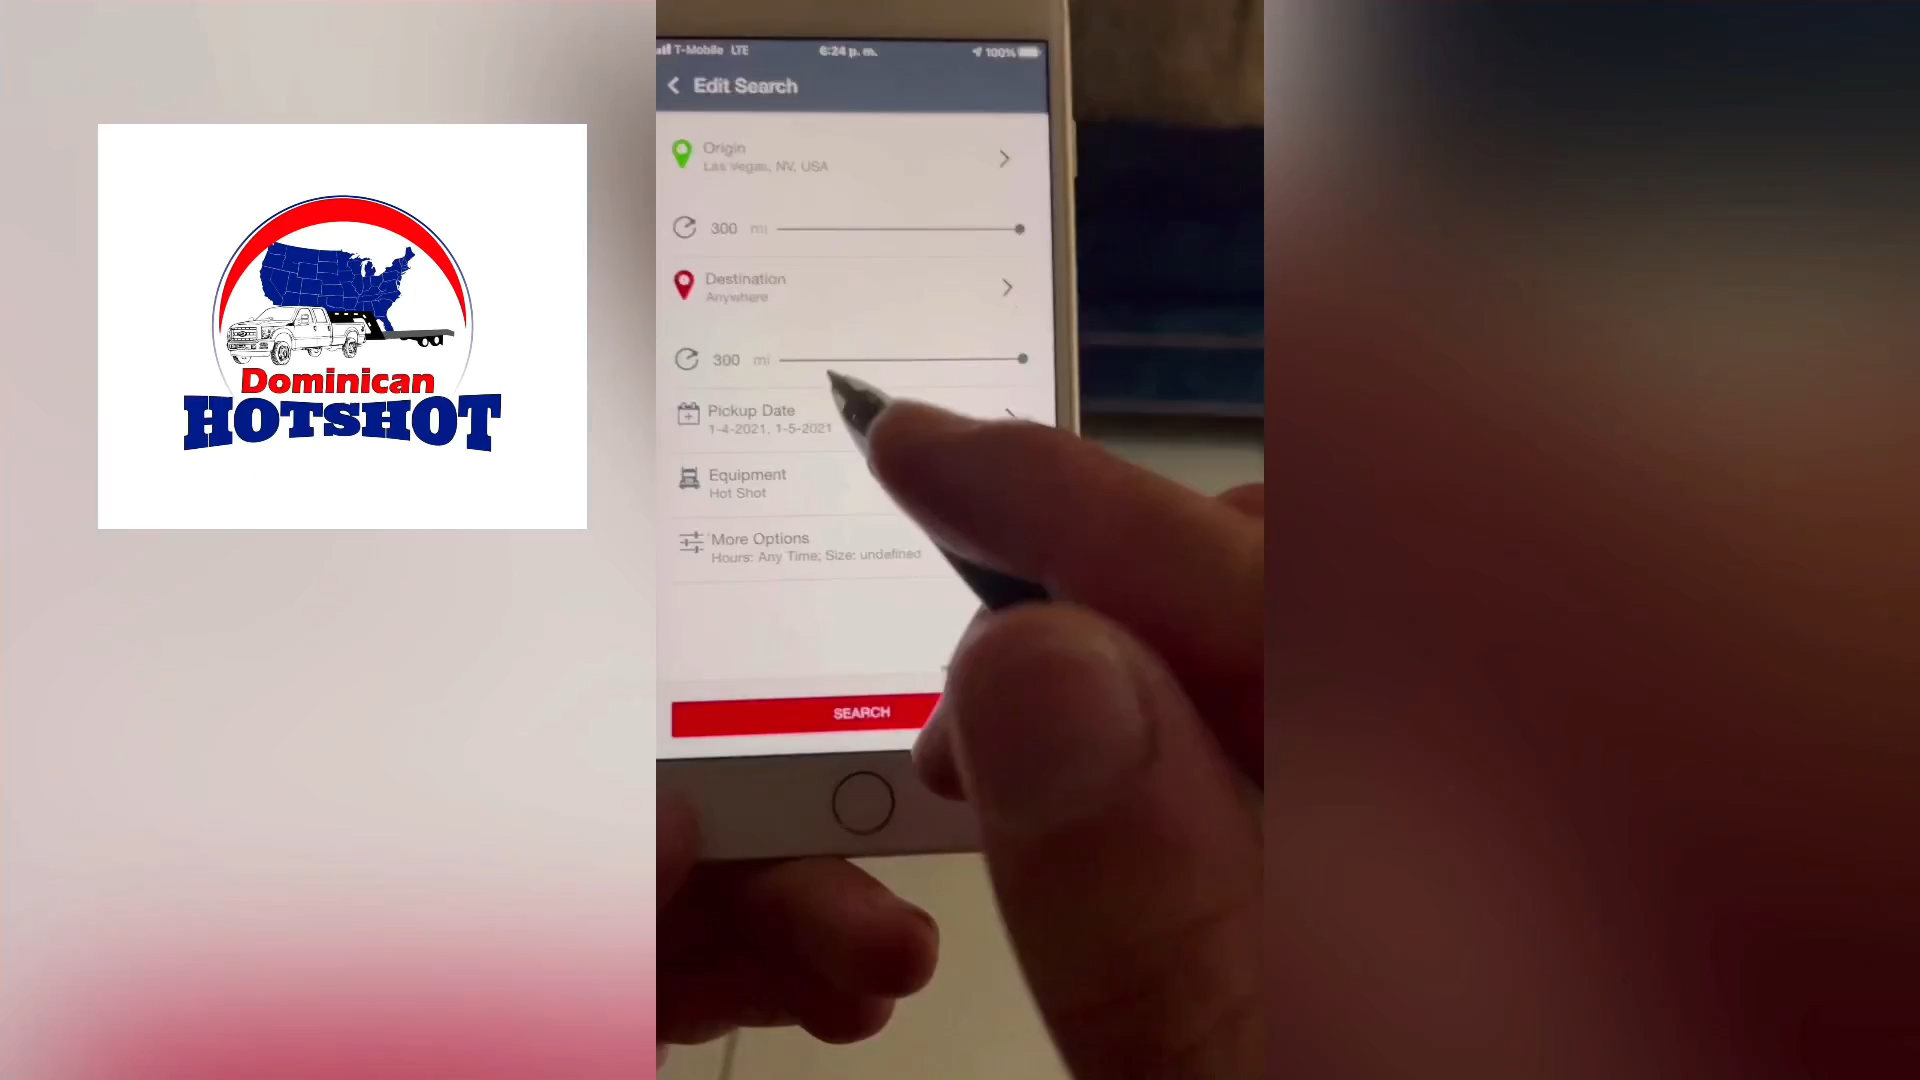 Dominican
HOTSHOT
T-Mobile LTE 6:24 p. m. 100%
Edit Search
Origin
Las Vegas, NV, USA
300 mi
Destination
Anywhere
300 mi
Pickup Date
1-4-2021, 1-5-2021
Equipment
Hot Shot
More Options
Hours: Any Time; Size: undefined
SEARCH